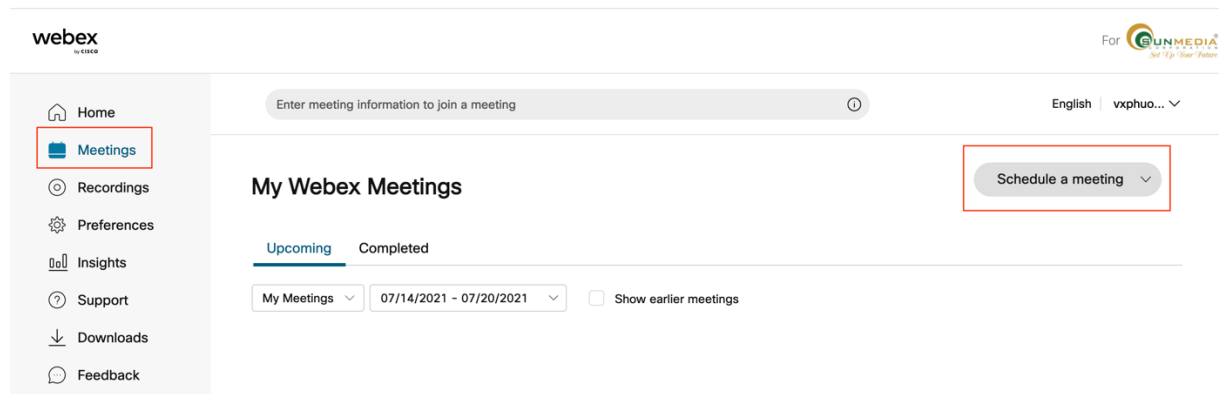 webex
by CISCO
For SUNMEDIA
CORPORATION
Set Up Your Future
Home
Meetings
Recordings
Preferences
Insights
Support
Downloads
Feedback
Enter meeting information to join a meeting
English vxphuo...
My Webex Meetings
Schedule a meeting
Upcoming Completed
My Meetings 07/14/2021 - 07/20/2021 Show earlier meetings